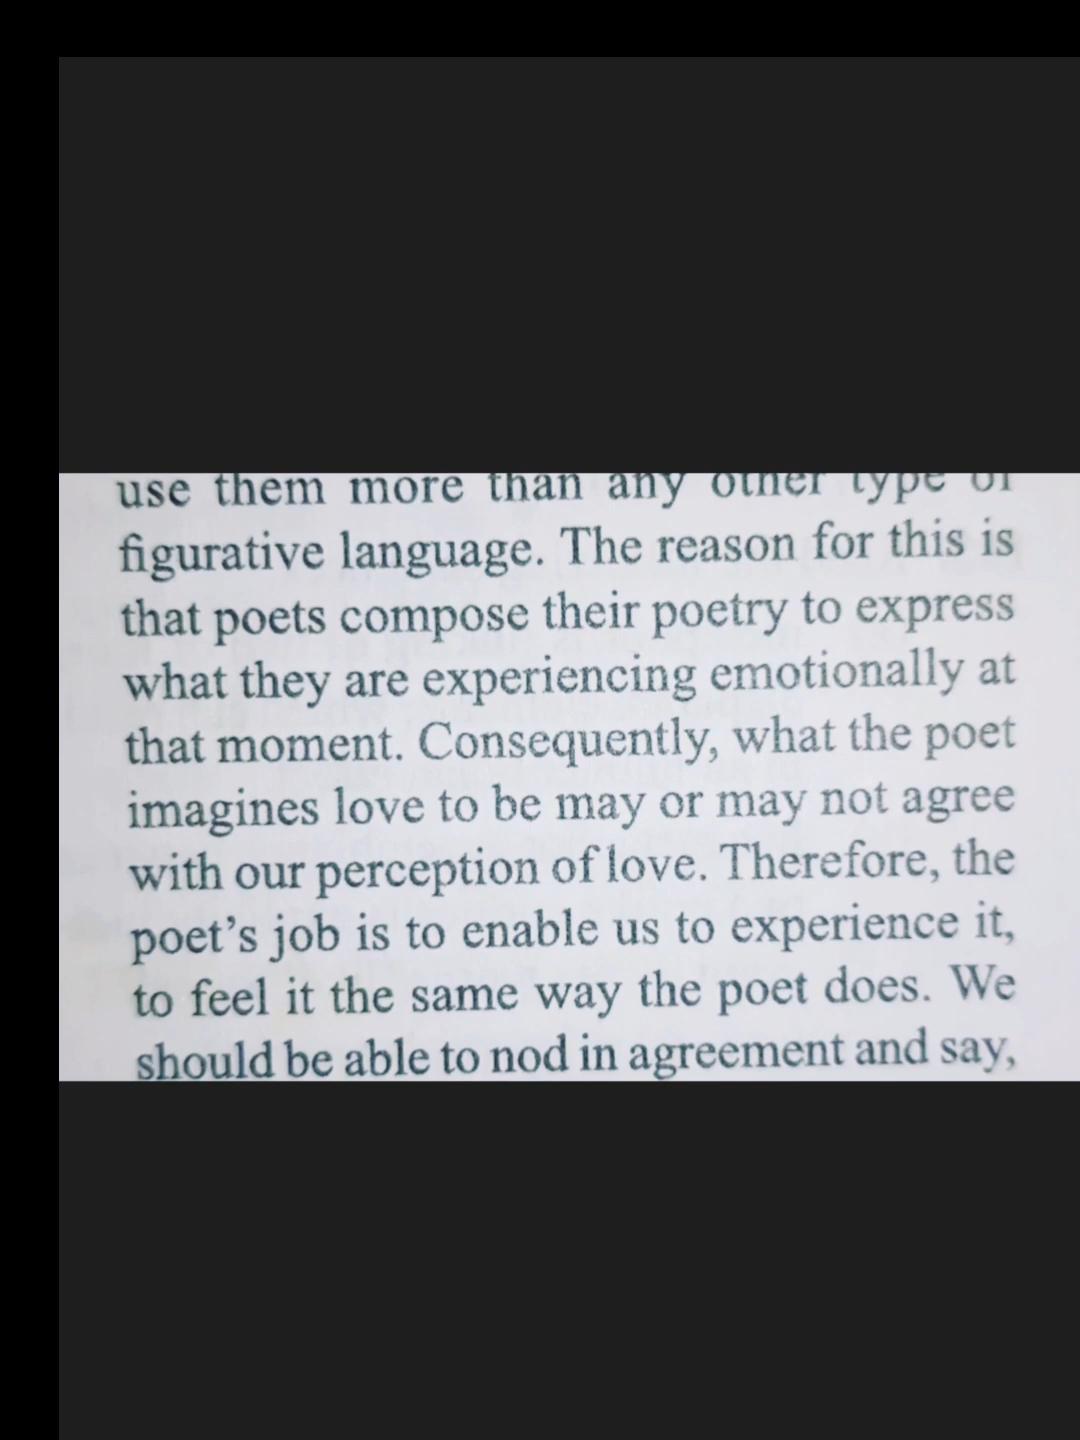 use them more than any other type of
figurative language. The reason for this is
that poets compose their poetry to express
what they are experiencing emotionally at
that moment. Consequently, what the poet
imagines love to be may or may not agree
with our perception of love. Therefore, the
poet's job is to enable us to experience it,
to feel it the same way the poet does. We
should be able to nod in agreement and say,